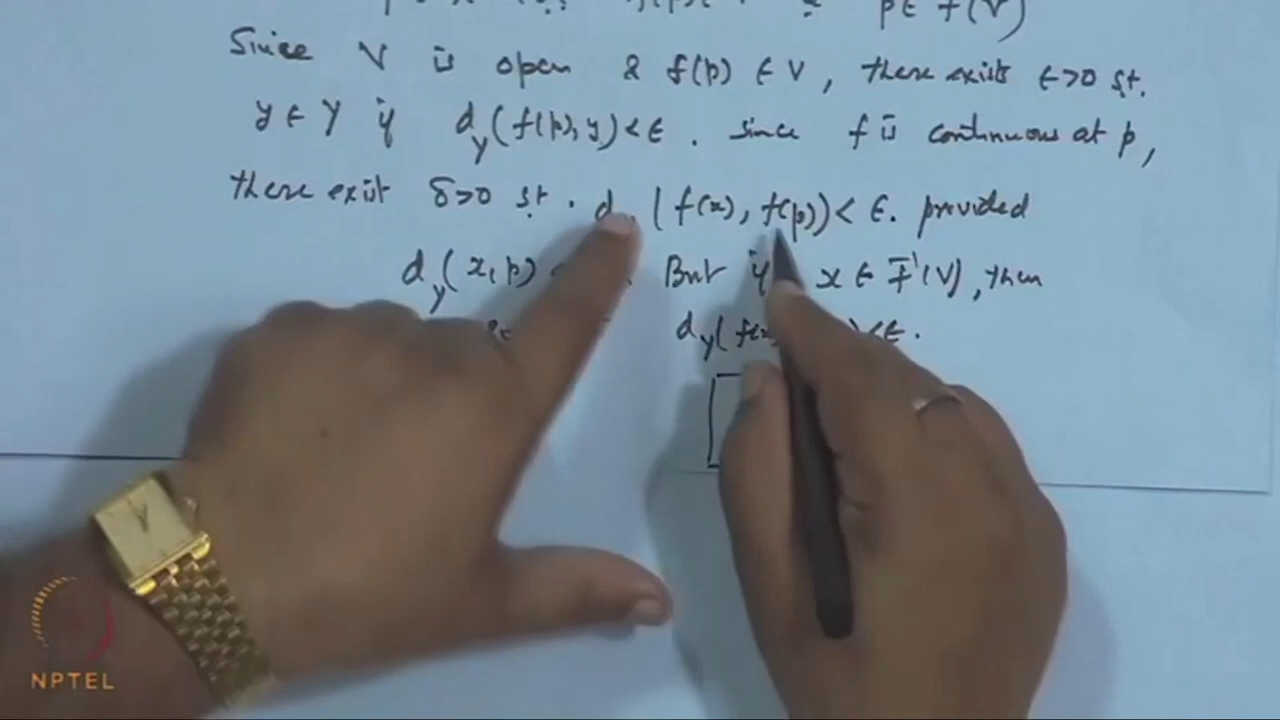 p ∈ f (V)
Since V is open & f(p) ∈ V, there exists ε>0 st.
y ∈ Y if d_y(f(p), y) < ε. Since f is continuous at p,
there exist δ>0 st. d (f(x), f(p)) < ε. provided
d_y(x, p) But if x ∈ f⁻¹(V), then
d_y(f( ) < ε.
NPTEL